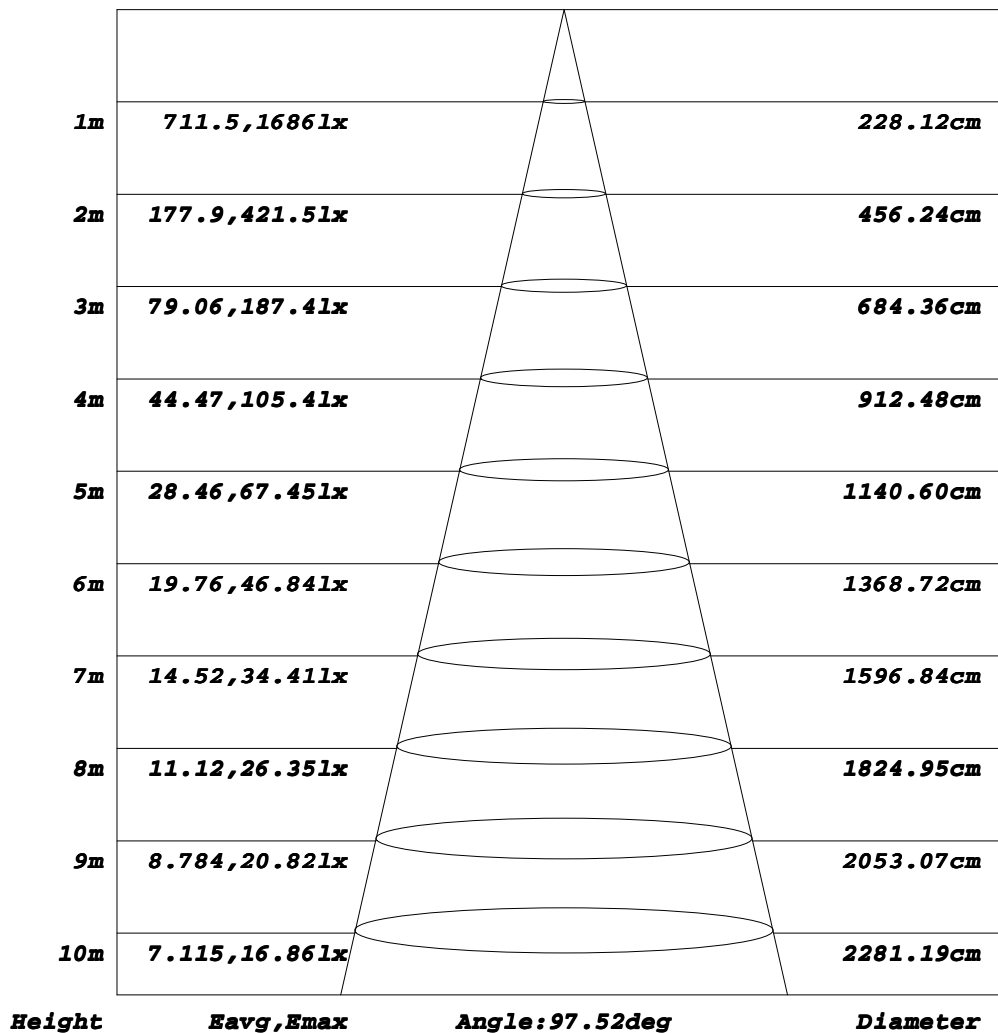 1m 711.5,1686lx 228.12cm
2m 177.9,421.5lx 456.24cm
3m 79.06,187.4lx 684.36cm
4m 44.47,105.4lx 912.48cm
5m 28.46,67.45lx 1140.60cm
6m 19.76,46.84lx 1368.72cm
7m 14.52,34.41lx 1596.84cm
8m 11.12,26.35lx 1824.95cm
9m 8.784,20.82lx 2053.07cm
10m 7.115,16.86lx 2281.19cm
Height Eavg,Emax Angle:97.52deg Diameter